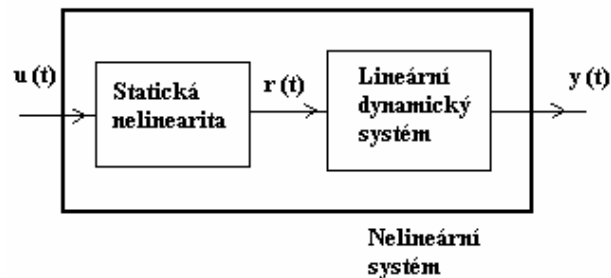 u (t)
Statická
nelinearita
r (t)
Lineární
dynamický
systém
y (t)
Nelineární
systém